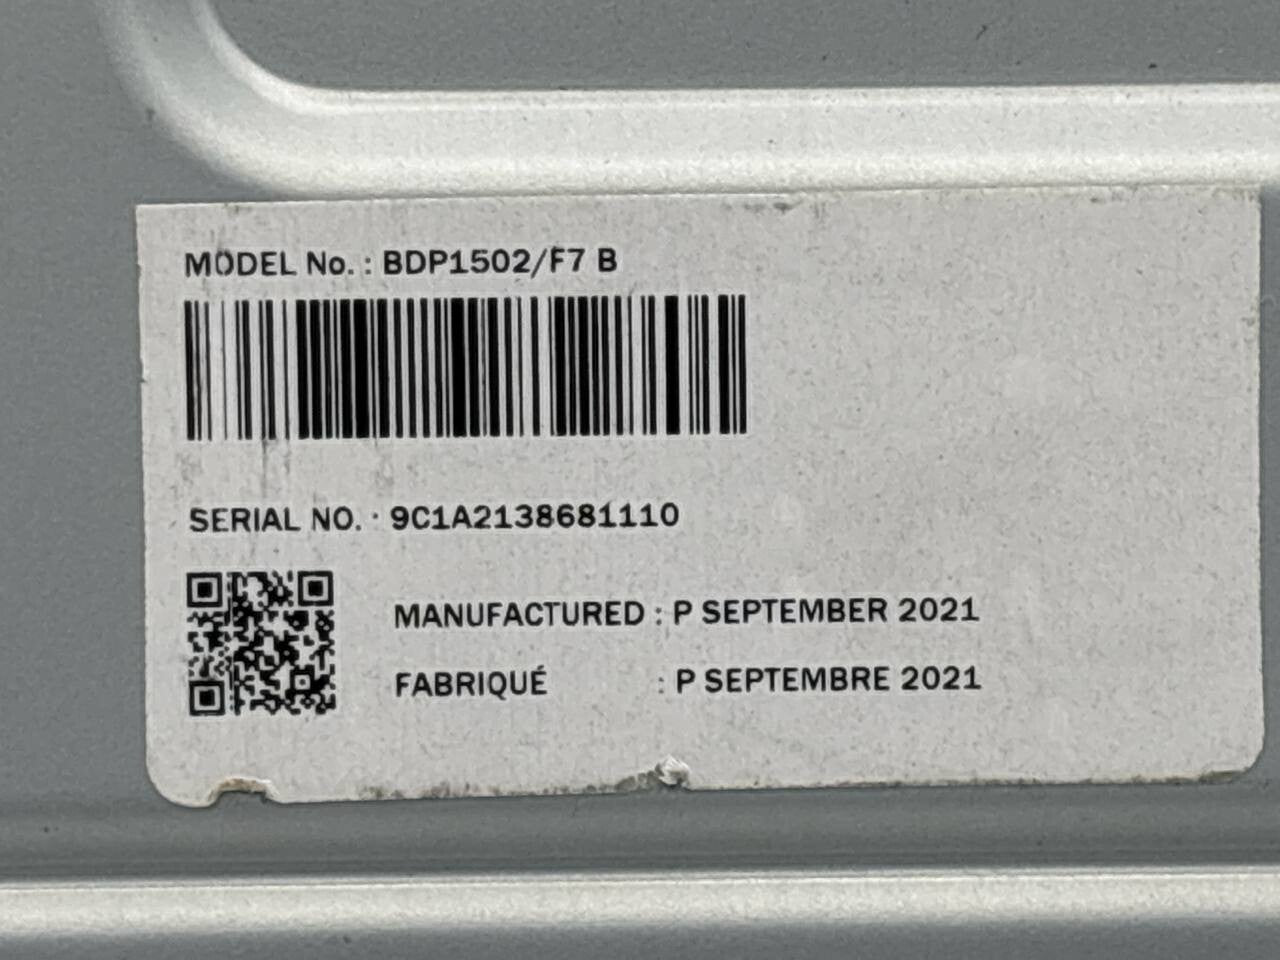 MODEL No. : BDP1502/F7 B
SERIAL NO. : 9C1A2138681110
MANUFACTURED : P SEPTEMBER 2021
FABRIQUÉ : P SEPTEMBRE 2021